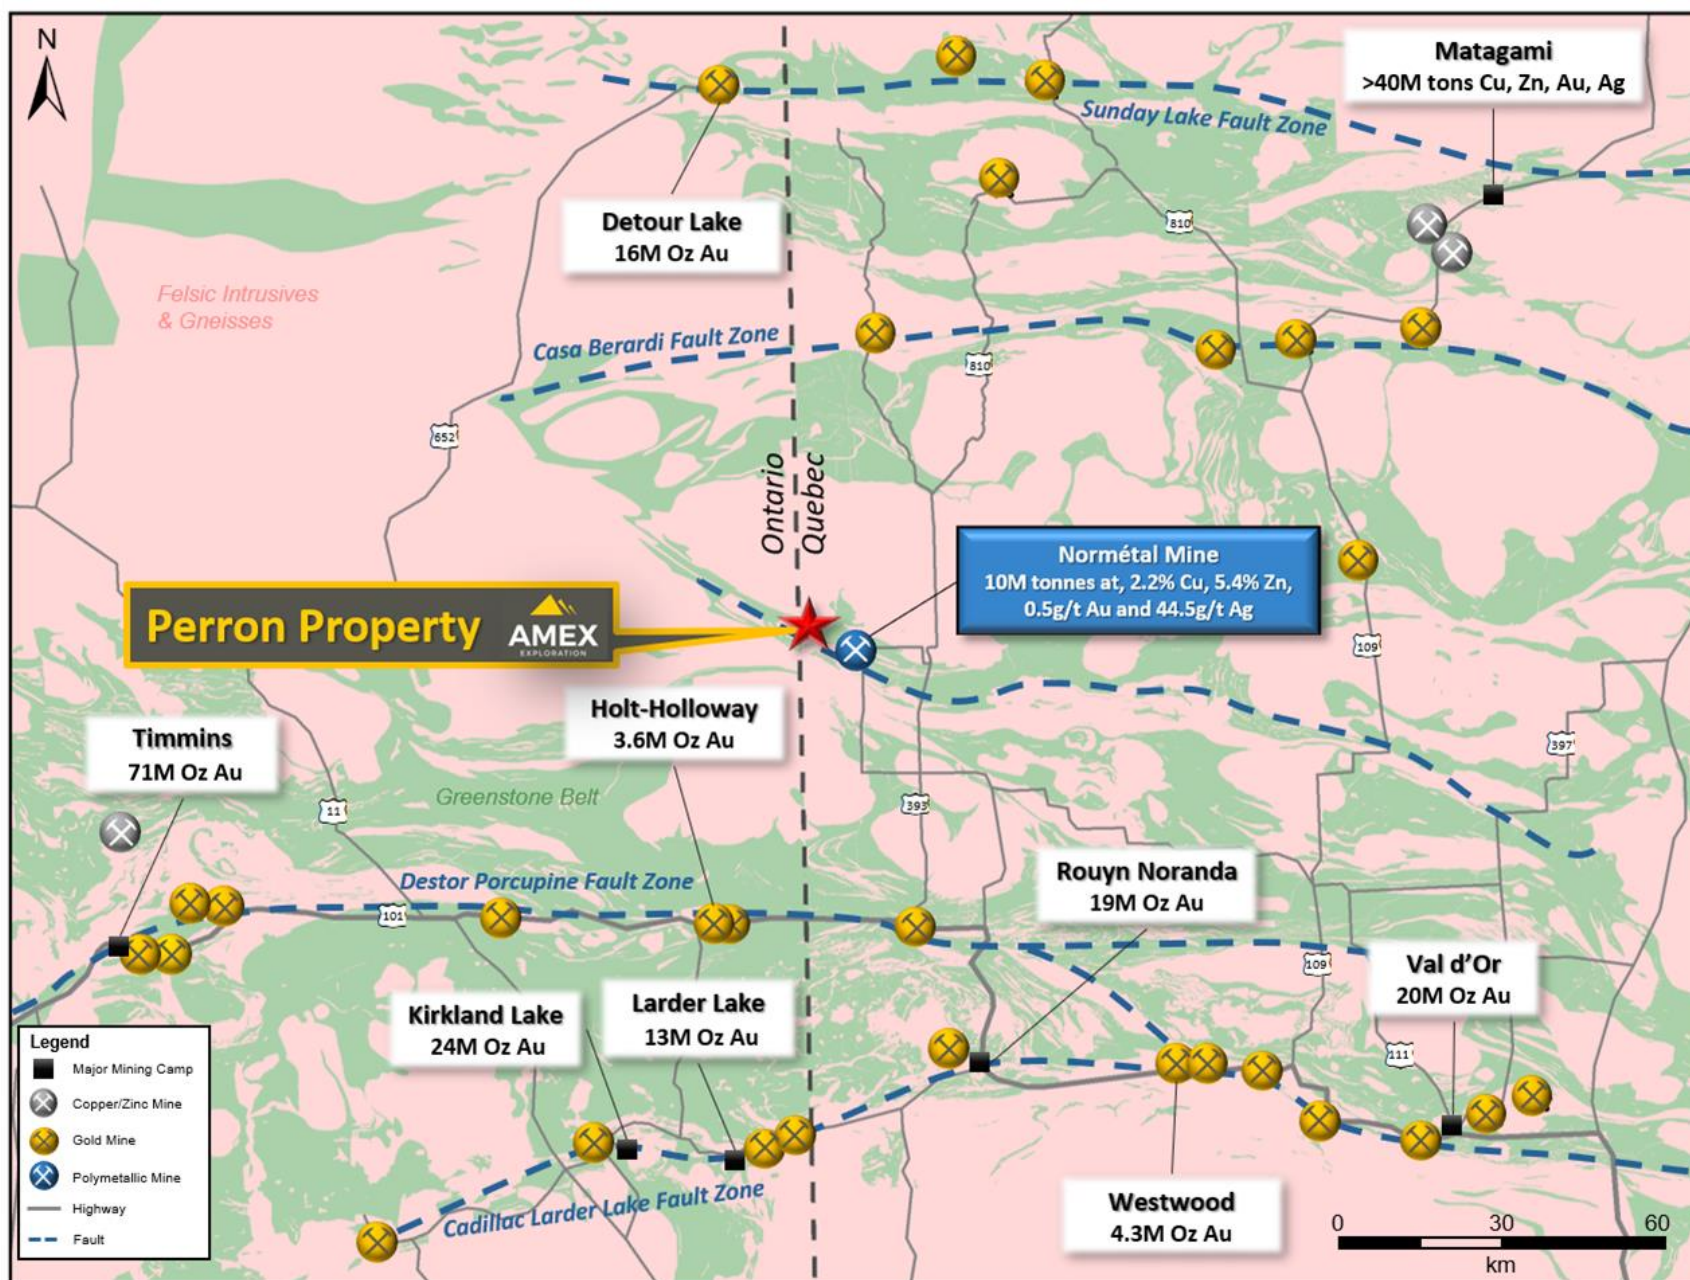 N
Matagami
>40M tons Cu, Zn, Au, Ag
Sunday Lake Fault Zone
Detour Lake
16M Oz Au
810
Felsic Intrusives
& Gneisses
Casa Berardi Fault Zone
810
652
Ontario
Quebec
Normétal Mine
10M tonnes at, 2.2% Cu, 5.4% Zn,
0.5g/t Au and 44.5g/t Ag
Perron Property
AMEX
EXPLORATION
109
Holt-Holloway
3.6M Oz Au
Timmins
71M Oz Au
397
Greenstone Belt
11
393
Destor Porcupine Fault Zone
101
Rouyn Noranda
19M Oz Au
109
Val d’Or
20M Oz Au
Kirkland Lake
24M Oz Au
Larder Lake
13M Oz Au
111
Cadillac Larder Lake Fault Zone
Westwood
4.3M Oz Au
Legend
Major Mining Camp
Copper/Zinc Mine
Gold Mine
Polymetallic Mine
Highway
Fault
0 30 60
km